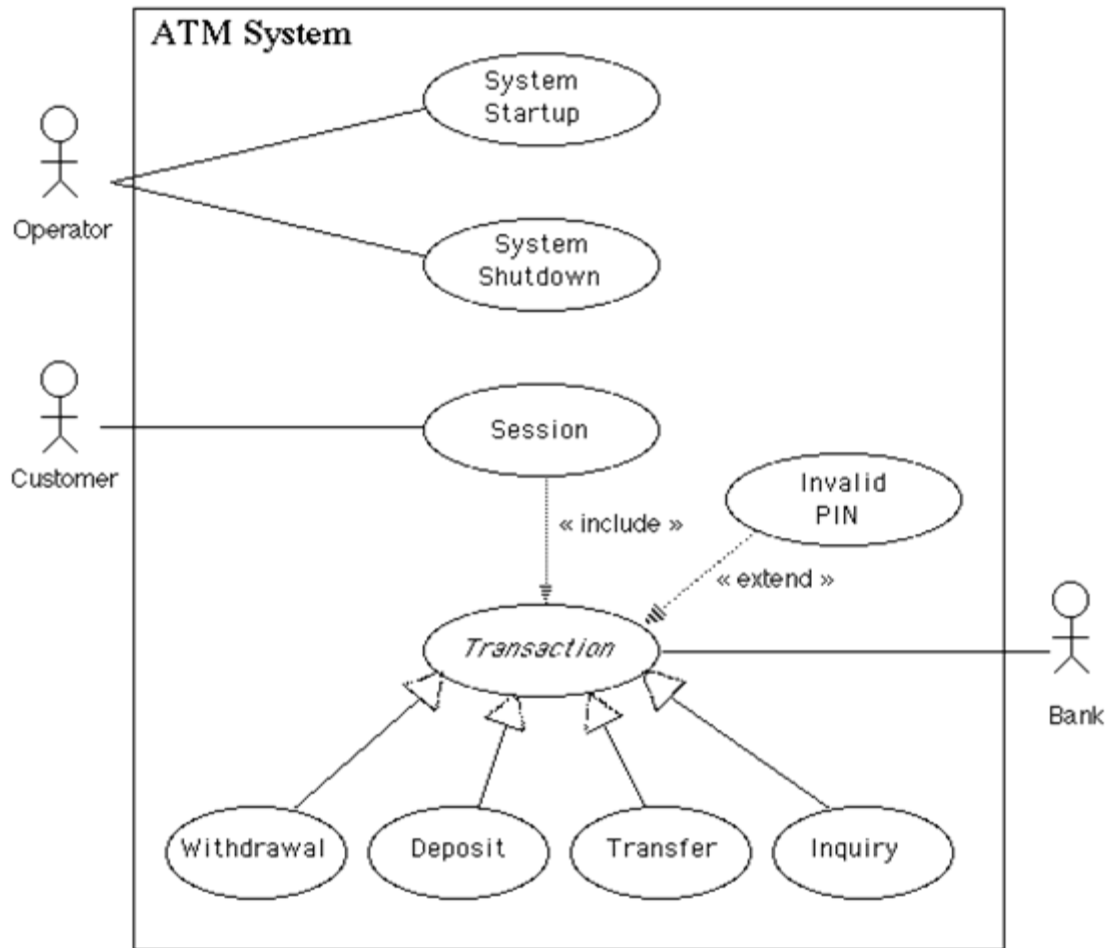 ATM System
System
Startup
Operator
System
Shutdown
Session
Customer
Invalid
PIN
« include »
« extend »
Transaction
Bank
Withdrawal
Deposit
Transfer
Inquiry